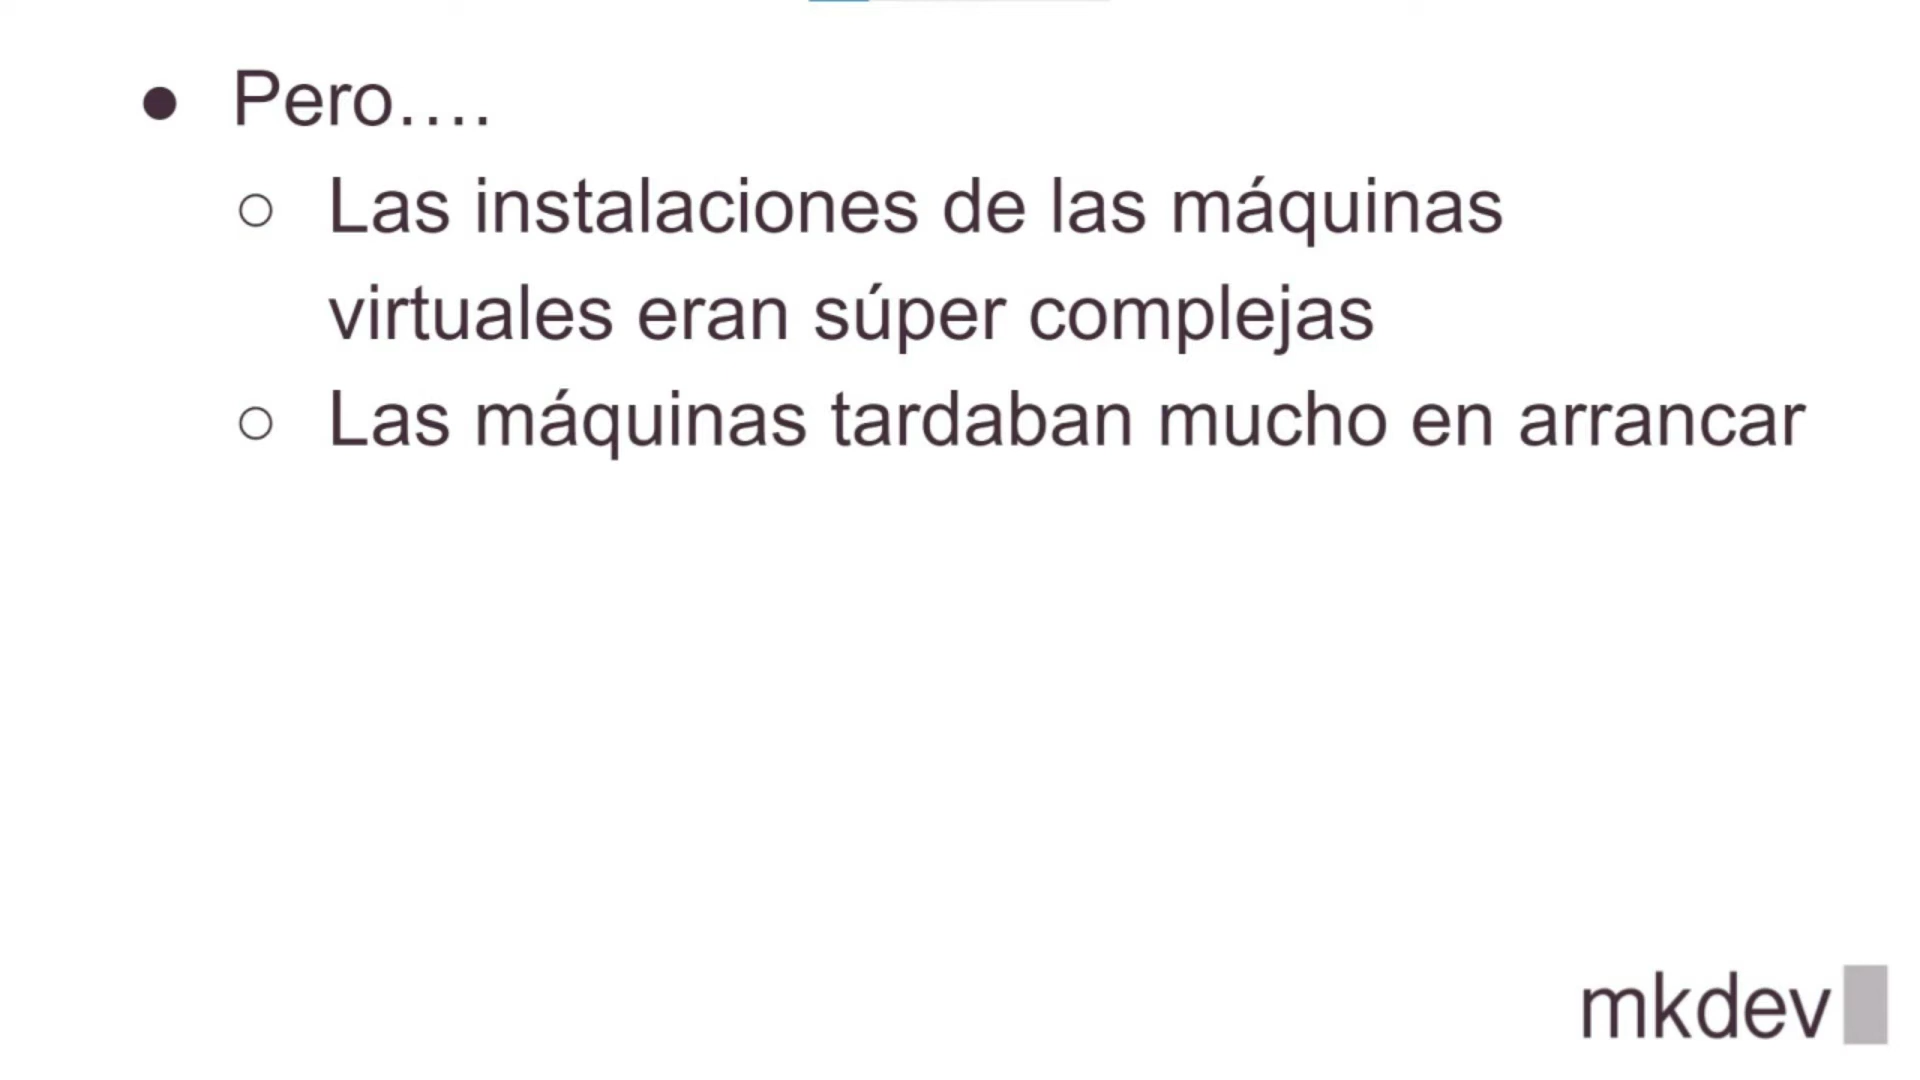 ● Pero….
○ Las instalaciones de las máquinas
virtuales eran súper complejas
○ Las máquinas tardaban mucho en arrancar
mkdev